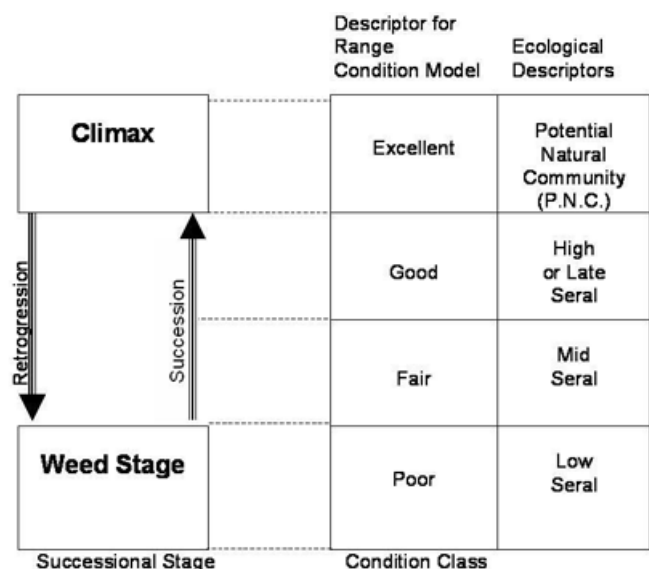 Descriptor for
Range
Condition Model
Ecological
Descriptors
Climax
Excellent
Potential
Natural
Community
(P.N.C.)
Retrogression
Succession
Good
High
or Late
Seral
Fair
Mid
Seral
Weed Stage
Poor
Low
Seral
Successional Stage
Condition Class